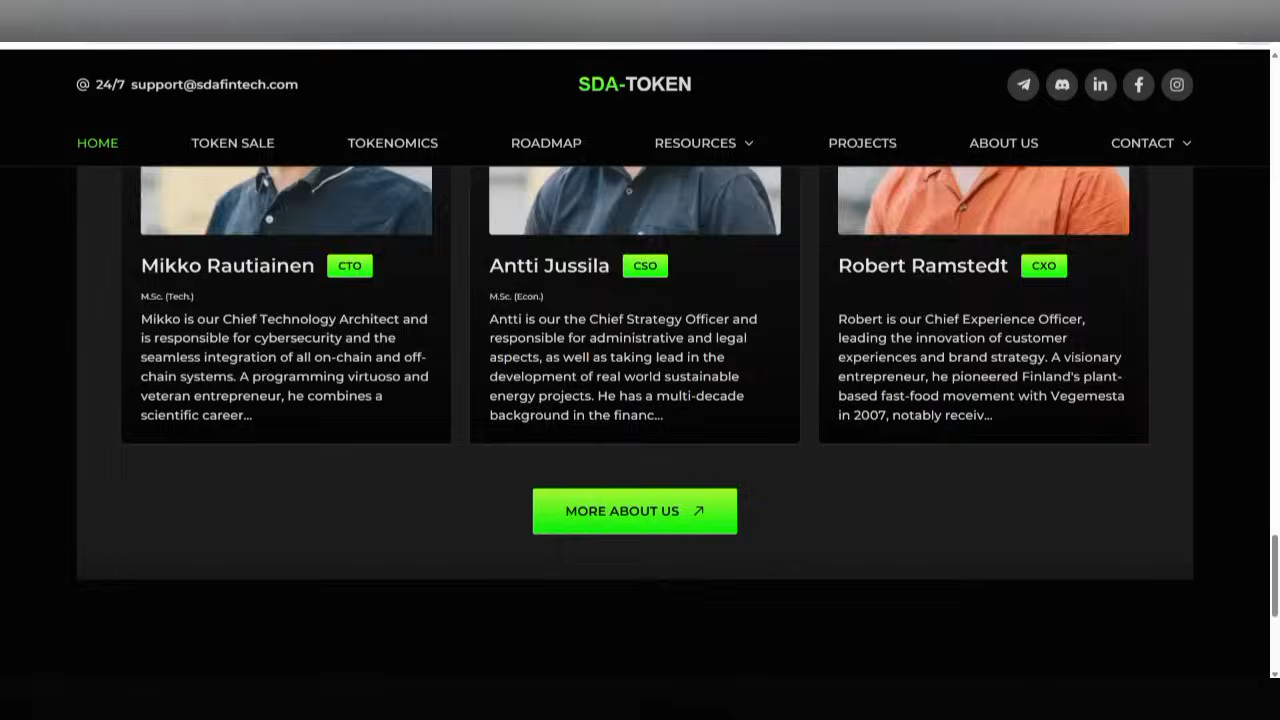 @ 24/7 support@sdafintech.com
SDA-TOKEN
HOME TOKEN SALE TOKENOMICS ROADMAP RESOURCES PROJECTS ABOUT US CONTACT
Mikko Rautiainen CTO
M.Sc. (Tech.)
Mikko is our Chief Technology Architect and
is responsible for cybersecurity and the
seamless integration of all on-chain and off-
chain systems. A programming virtuoso and
veteran entrepreneur, he combines a
scientific career...
Antti Jussila CSO
M.Sc. (Econ.)
Antti is our the Chief Strategy Officer and
responsible for administrative and legal
aspects, as well as taking lead in the
development of real world sustainable
energy projects. He has a multi-decade
background in the financ...
Robert Ramstedt CXO
Robert is our Chief Experience Officer,
leading the innovation of customer
experiences and brand strategy. A visionary
entrepreneur, he pioneered Finland's plant-
based fast-food movement with Vegemesta
in 2007, notably receiv...
MORE ABOUT US